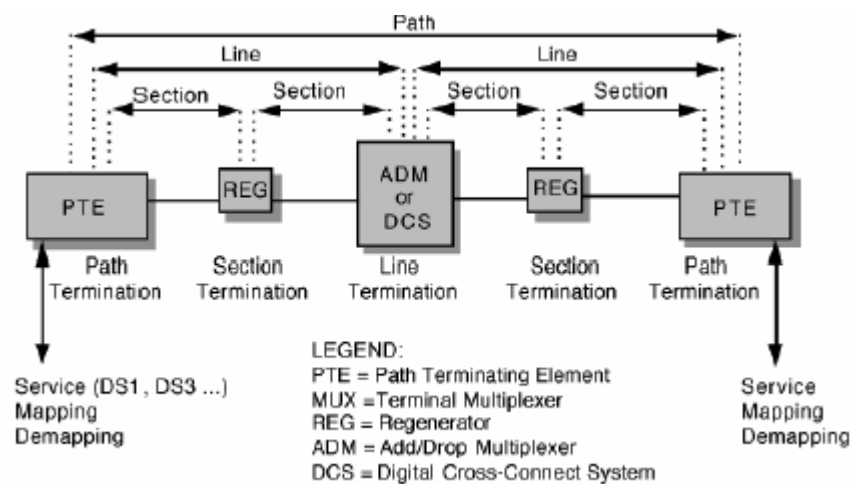 Path
Line Line
Section Section Section Section
PTE REG ADM or DCS REG PTE
Path Termination
Section Termination
Line Termination
Section Termination
Path Termination
Service (DS1, DS3 ...)
Mapping
Demapping
LEGEND:
PTE = Path Terminating Element
MUX =Terminal Multiplexer
REG = Regenerator
ADM = Add/Drop Multiplexer
DCS = Digital Cross-Connect System
Service
Mapping
Demapping